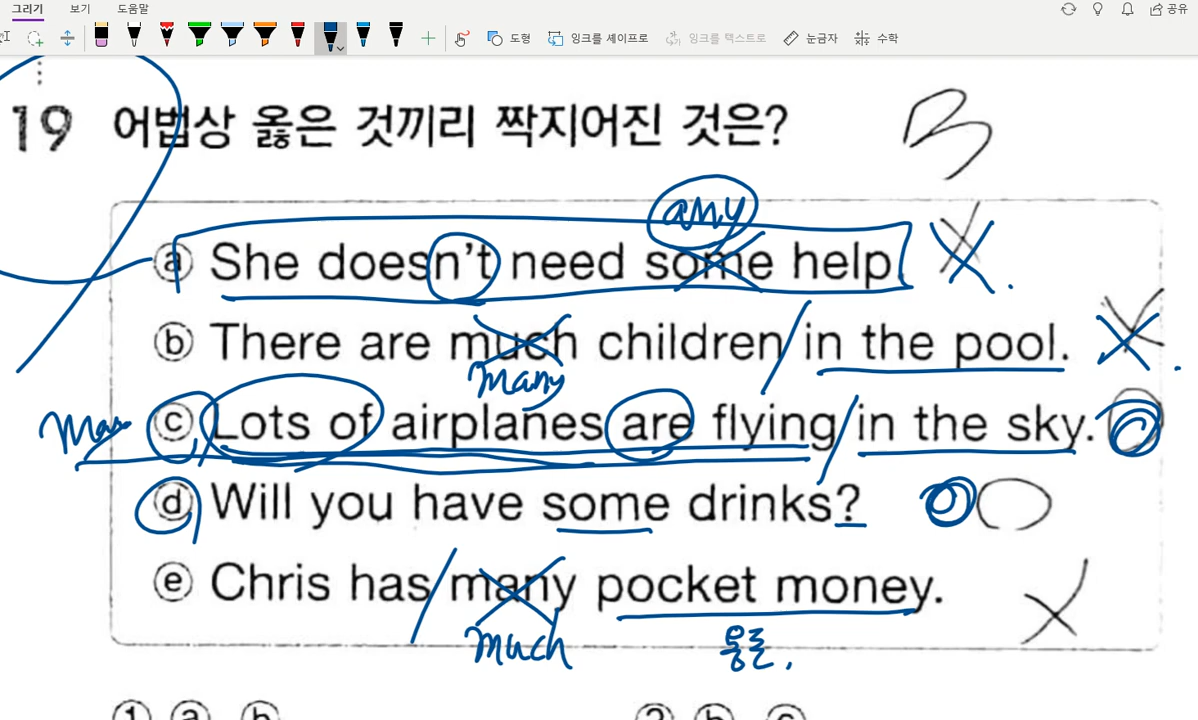 그리기 보기 도움말 공유
도형 잉크를 셰이프로 잉크를 텍스트로 눈금자 수학
19 어법상 옳은 것끼리 짝지어진 것은?
any
ⓐ She doesn't need some help.
ⓑ There are much children in the pool.
many
ⓒ Lots of airplanes are flying in the sky.
ⓓ Will you have some drinks?
ⓔ Chris has many pocket money.
much 용돈.
① ⓐ ⓑ ② ⓑ ⓒ